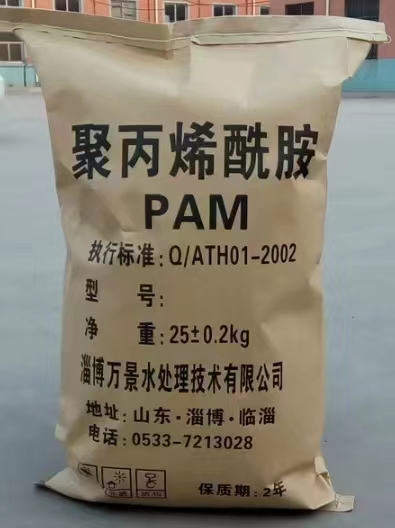 聚丙烯酰胺
PAM
执行标准:Q/ATH01-2002
型 号:
净 重:25±0.2kg
淄博万景水处理技术有限公司
地址:山东·淄博·临淄
电话:0533-7213028
保质期:2年